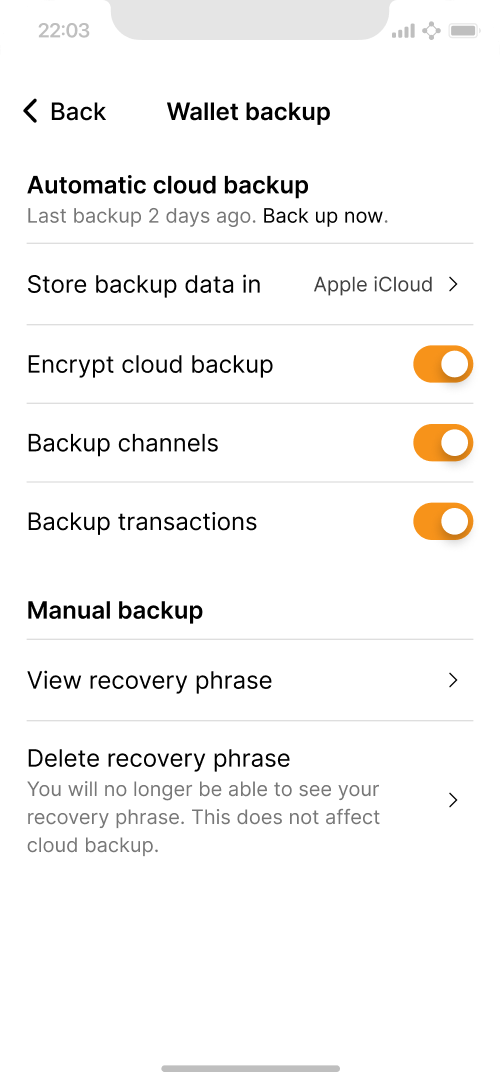 22:03
Back
Wallet backup
Automatic cloud backup
Last backup 2 days ago. Back up now.
Store backup data in
Apple iCloud
Encrypt cloud backup
Backup channels
Backup transactions
Manual backup
View recovery phrase
Delete recovery phrase
You will no longer be able to see your
recovery phrase. This does not affect
cloud backup.